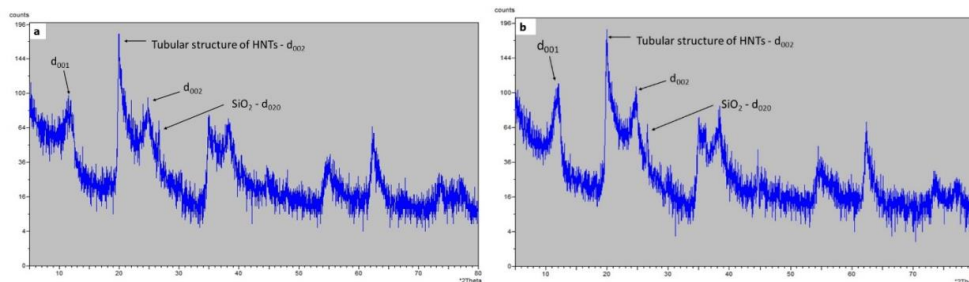 counts
196
a
Tubular structure of HNTs - d002
144
d001
d002
100
SiO2 - d020
64
36
16
4
0
10 20 30 40 50 60 70 80
°2Theta
counts
196
b
Tubular structure of HNTs - d002
144
d001
d002
100
SiO2 - d020
64
36
16
4
0
10 20 30 40 50 60 70